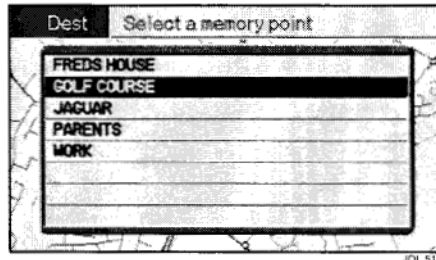 Dest Select a memory point
FREDS HOUSE
GOLF COURSE
JAGUAR
PARENTS
WORK